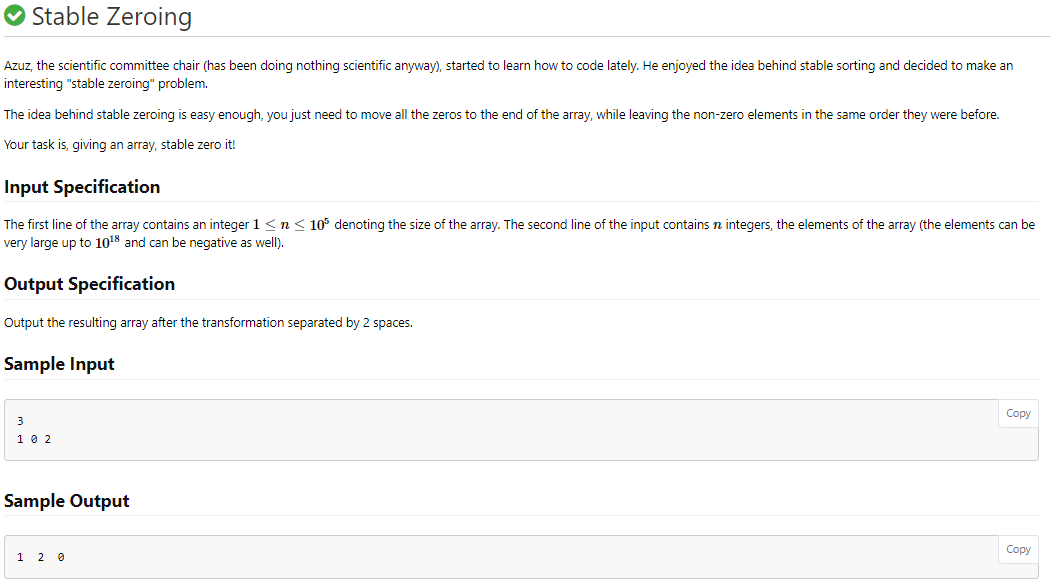 Stable Zeroing
Azuz, the scientific committee chair (has been doing nothing scientific anyway), started to learn how to code lately. He enjoyed the idea behind stable sorting and decided to make an
interesting "stable zeroing" problem.
The idea behind stable zeroing is easy enough, you just need to move all the zeros to the end of the array, while leaving the non-zero elements in the same order they were before.
Your task is, giving an array, stable zero it!
Input Specification
The first line of the array contains an integer 1 ≤ n ≤ 10⁵ denoting the size of the array. The second line of the input contains n integers, the elements of the array (the elements can be
very large up to 10¹⁸ and can be negative as well).
Output Specification
Output the resulting array after the transformation separated by 2 spaces.
Sample Input
Copy
3
1 0 2
Sample Output
Copy
1  2  0